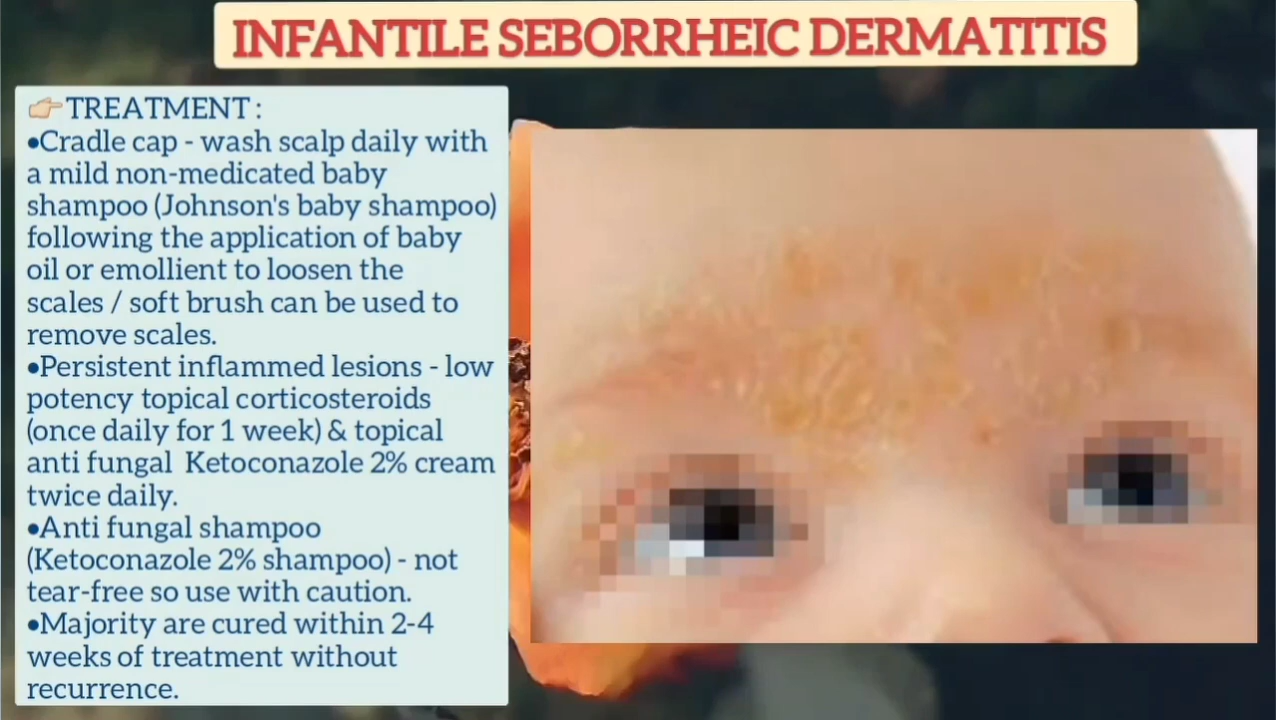 INFANTILE SEBORRHEIC DERMATITIS
👉TREATMENT :
•Cradle cap - wash scalp daily with
a mild non-medicated baby
shampoo (Johnson's baby shampoo)
following the application of baby
oil or emollient to loosen the
scales / soft brush can be used to
remove scales.
•Persistent inflammed lesions - low
potency topical corticosteroids
(once daily for 1 week) & topical
anti fungal Ketoconazole 2% cream
twice daily.
•Anti fungal shampoo
(Ketoconazole 2% shampoo) - not
tear-free so use with caution.
•Majority are cured within 2-4
weeks of treatment without
recurrence.